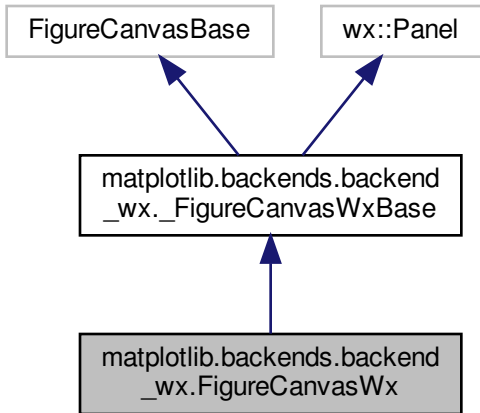 FigureCanvasBase
wx::Panel
matplotlib.backends.backend
_wx._FigureCanvasWxBase
matplotlib.backends.backend
_wx.FigureCanvasWx